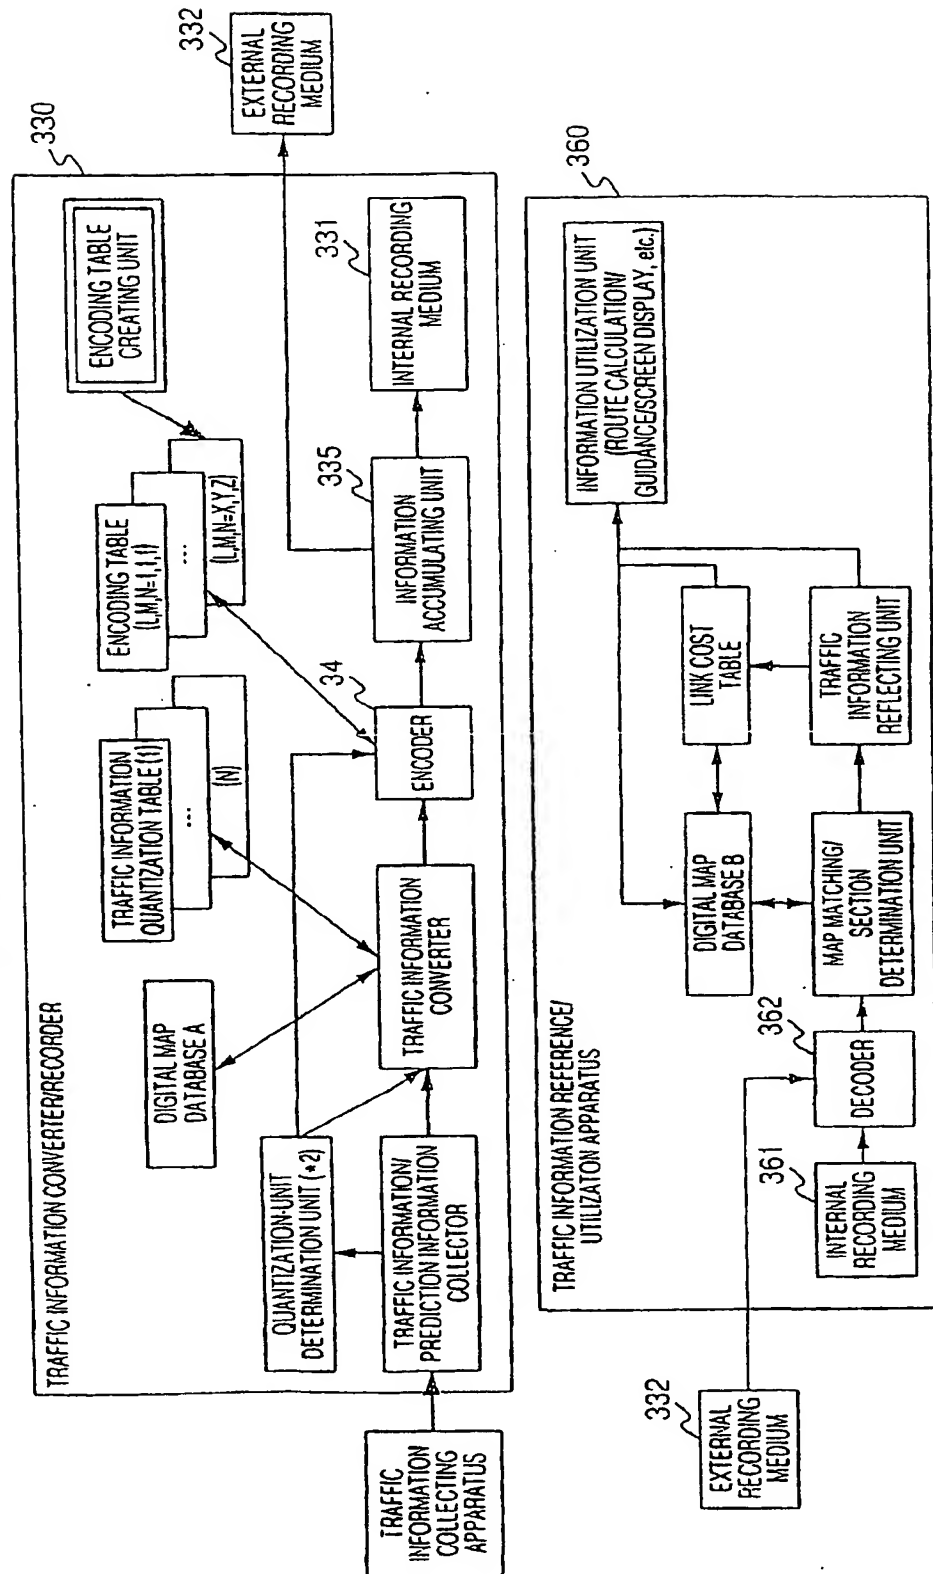 TRAFFIC INFORMATION CONVERTER/RECORDER
330
TRAFFIC
INFORMATION
COLLECTING
APPARATUS
QUANTIZATION-UNIT
DETERMINATION UNIT (*2)
TRAFFIC INFORMATION/
PREDICTION INFORMATION
COLLECTOR
DIGITAL MAP
DATABASE A
TRAFFIC INFORMATION
CONVERTER
TRAFFIC INFORMATION
QUANTIZATION TABLE (1)
...
(N)
34
ENCODER
ENCODING TABLE
(L,M,N=1,1,1)
...
(L,M,N=X,Y,Z)
ENCODING TABLE
CREATING UNIT
335
INFORMATION
ACCUMULATING UNIT
331
INTERNAL RECORDING
MEDIUM
332
EXTERNAL
RECORDING
MEDIUM
TRAFFIC INFORMATION REFERENCE/
UTILIZATON APPARATUS
360
332
EXTERNAL
RECORDING
MEDIUM
361
INTERNAL
RECORDING
MEDIUM
362
DECODER
DIGITAL MAP
DATABASE B
MAP MATCHING/
SECTION
DETERMINATION UNIT
LINK COST
TABLE
TRAFFIC
INFORMATION
REFLECTING UNIT
INFORMATION UTILIZATION UNIT
(ROUTE CALCULATION/
GUIDANCE/SCREEN DISPLAY, etc.)